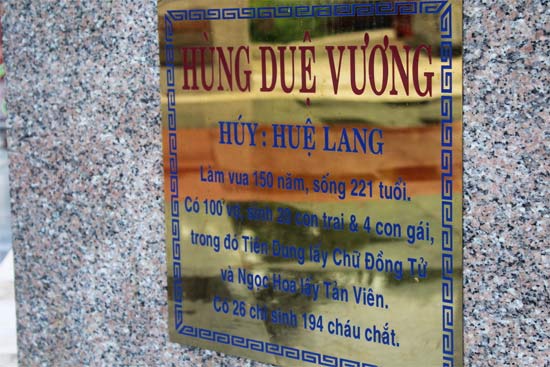 HÙNG DUỆ VƯƠNG
HÚY: HUỆ LANG
Làm vua 150 năm, sống 221 tuổi.
Có 100 vợ, sinh 20 con trai & 4 con gái,
trong đó Tiên Dung lấy Chử Đồng Tử
và Ngọc Hoa lấy Tản Viên.
Có 26 chi sinh 194 cháu chắt.